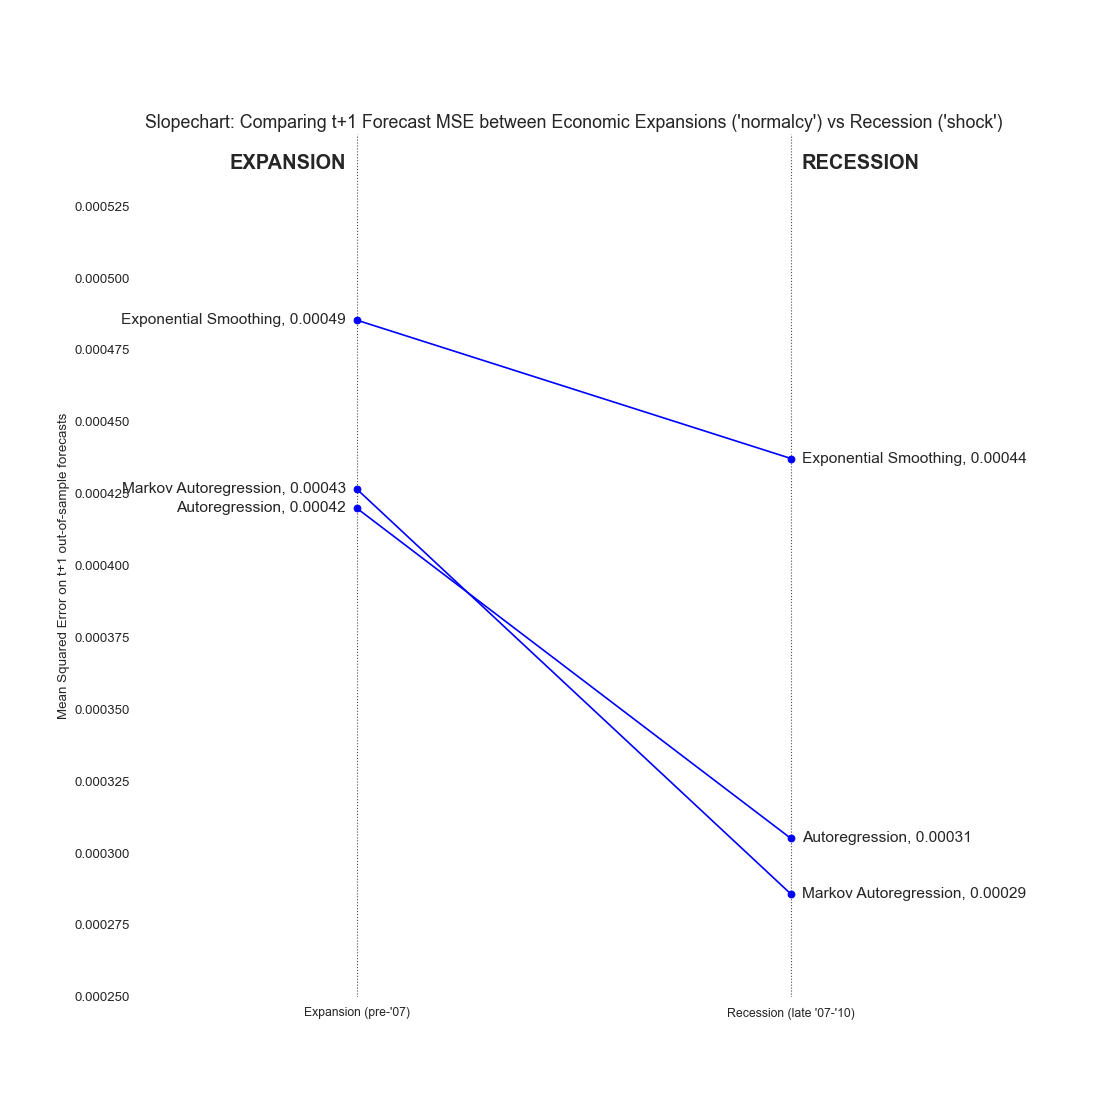 Slopechart: Comparing t+1 Forecast MSE between Economic Expansions ('normalcy') vs Recession ('shock')
EXPANSION
RECESSION
0.000525
0.000500
Exponential Smoothing, 0.00049
0.000475
0.000450
Exponential Smoothing, 0.00044
Markov Autoregression, 0.00043
0.000425
Autoregression, 0.00042
0.000400
0.000375
0.000350
0.000325
Autoregression, 0.00031
0.000300
Markov Autoregression, 0.00029
0.000275
0.000250
Mean Squared Error on t+1 out-of-sample forecasts
Expansion (pre-'07)
Recession (late '07-'10)